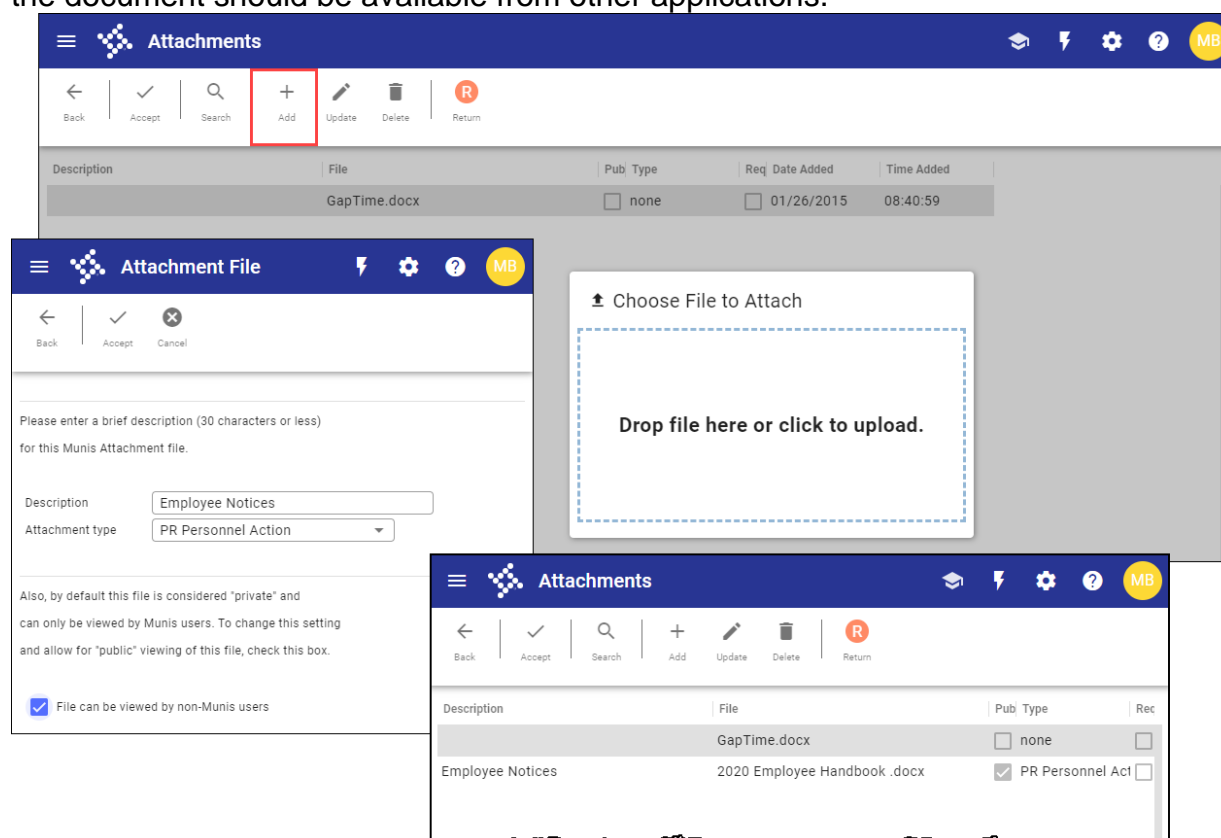 the document should be available from other applications.
Attachments
MB
Back Accept Search Add Update Delete R Return
Description File Pub Type Req Date Added Time Added
GapTime.docx none 01/26/2015 08:40:59
Attachment File
MB
Back Accept Cancel
Please enter a brief description (30 characters or less)
for this Munis Attachment file.
Description Employee Notices
Attachment type PR Personnel Action
Also, by default this file is considered "private" and
can only be viewed by Munis users. To change this setting
and allow for "public" viewing of this file, check this box.
File can be viewed by non-Munis users
Choose File to Attach
Drop file here or click to upload.
Attachments
MB
Back Accept Search Add Update Delete R Return
Description File Pub Type Rec
GapTime.docx none
Employee Notices 2020 Employee Handbook .docx PR Personnel Act